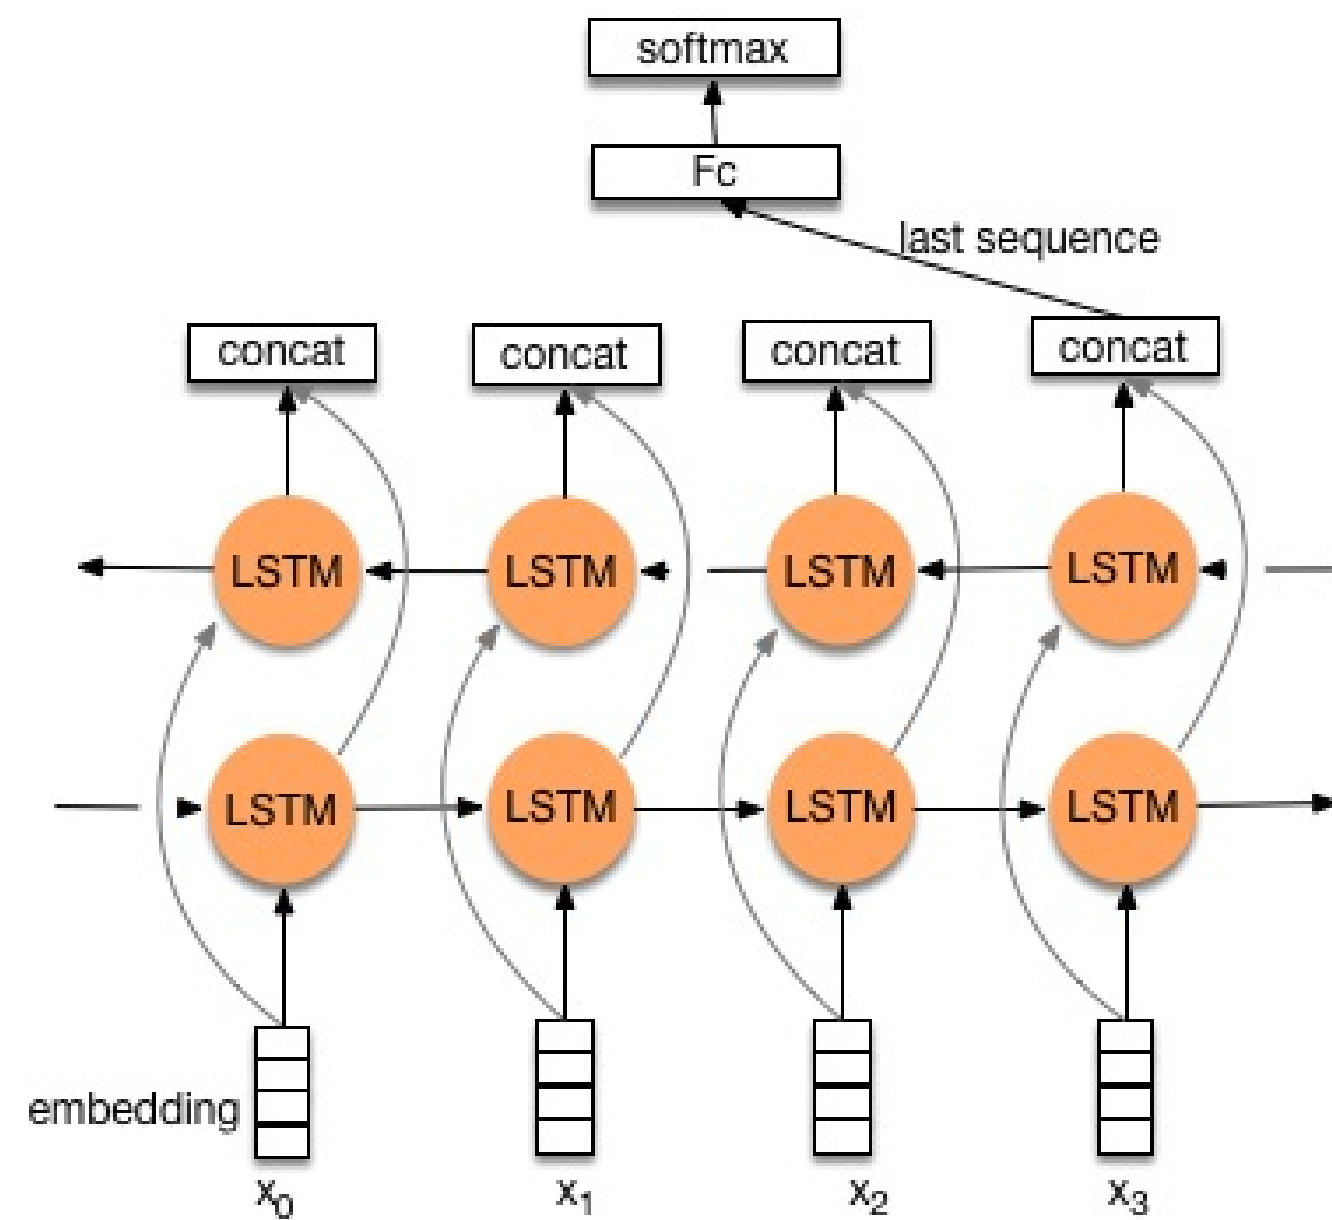 softmax
Fc
last sequence
concat concat concat concat
LSTM LSTM LSTM LSTM
LSTM LSTM LSTM LSTM
embedding
x0 x1 x2 x3